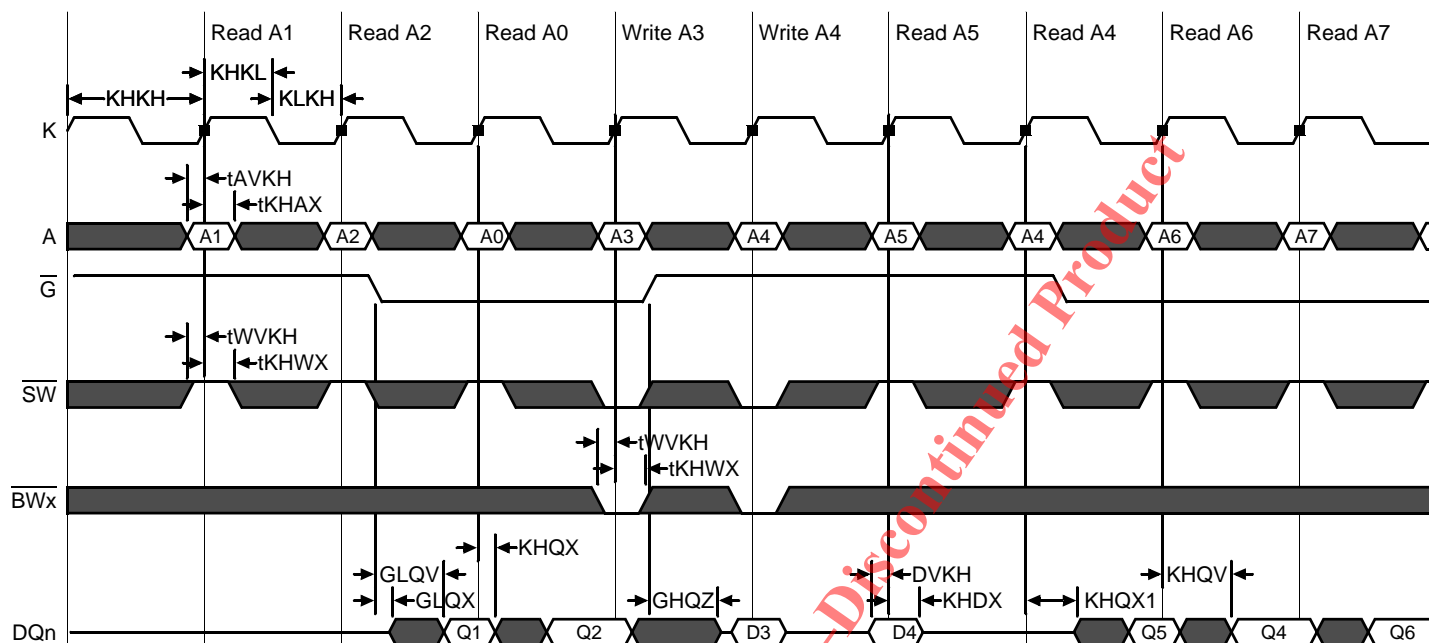 Read A1 Read A2 Read A0 Write A3 Write A4 Read A5 Read A4 Read A6 Read A7
KHKL
KHKH KLKH
K
tAVKH
tKHAX
A A1 A2 A0 A3 A4 A5 A4 A6 A7
G
tWVKH
tKHWX
SW
tWVKH
tKHWX
BWx
KHQX
GLQV DVKH KHQV
GLQX GHQZ KHDX KHQX1
DQn Q1 Q2 D3 D4 Q5 Q4 Q6
-Discontinued Product